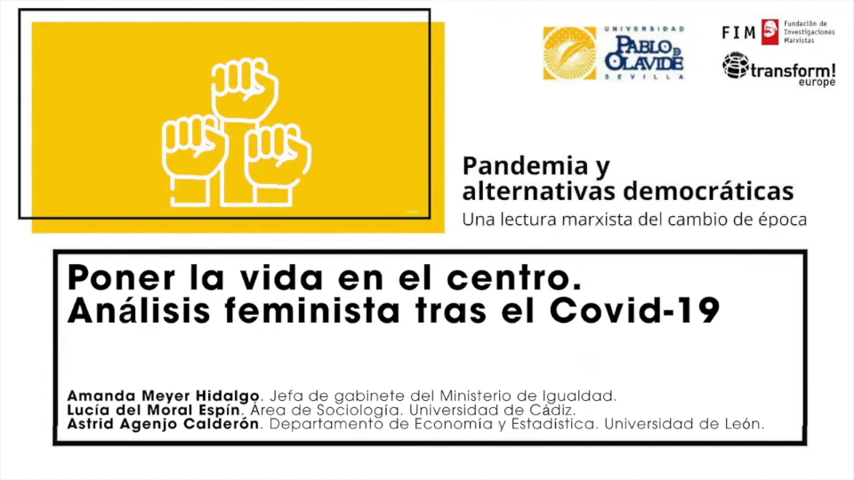 UNIVERSIDAD
PABLO DE
OLAVIDE
SEVILLA
FIM
Fundación de
Investigaciones
Marxistas
transform!
europe
Pandemia y
alternativas democráticas
Una lectura marxista del cambio de época
Poner la vida en el centro.
Análisis feminista tras el Covid-19
Amanda Meyer Hidalgo. Jefa de gabinete del Ministerio de Igualdad.
Lucía del Moral Espín. Área de Sociología. Universidad de Cádiz.
Astrid Agenjo Calderón. Departamento de Economía y Estadística. Universidad de León.